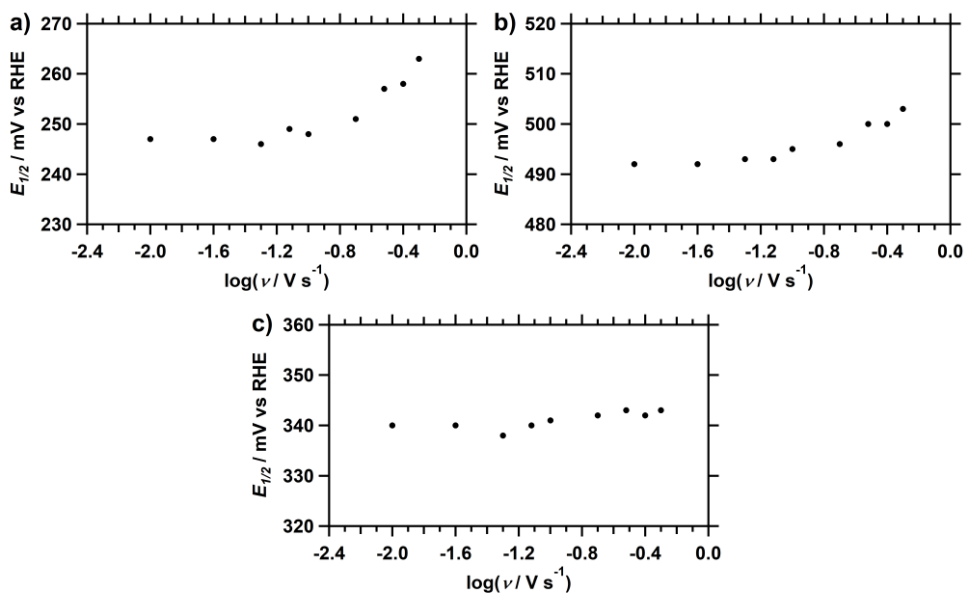 a)
270
260
250
240
230
E1/2 / mV vs RHE
-2.4 -2.0 -1.6 -1.2 -0.8 -0.4 0.0
log(ν / V s⁻¹)
b)
520
510
500
490
480
E1/2 / mV vs RHE
-2.4 -2.0 -1.6 -1.2 -0.8 -0.4 0.0
log(ν / V s⁻¹)
c)
360
350
340
330
320
E1/2 / mV vs RHE
-2.4 -2.0 -1.6 -1.2 -0.8 -0.4 0.0
log(ν / V s⁻¹)